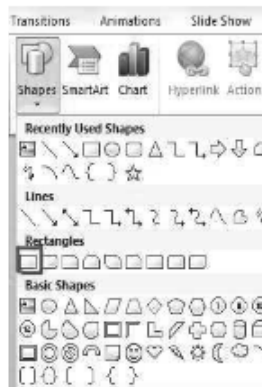 Transitions Animations Slide Show
Shapes SmartArt Chart Hyperlink Action
Recently Used Shapes
Lines
Rectangles
Basic Shapes